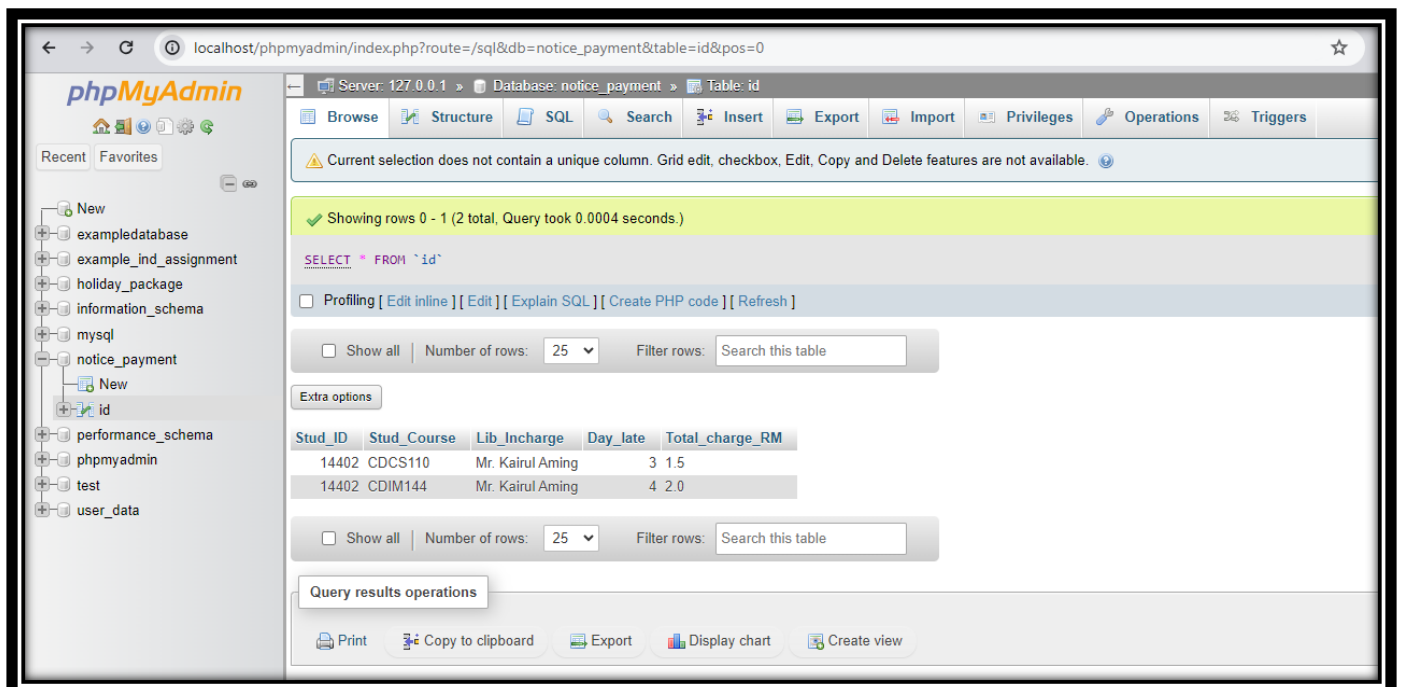 localhost/phpmyadmin/index.php?route=/sql&db=notice_payment&table=id&pos=0
phpMyAdmin
Recent Favorites
New
exampledatabase
example_ind_assignment
holiday_package
information_schema
mysql
notice_payment
New
id
performance_schema
phpmyadmin
test
user_data
Server: 127.0.0.1 » Database: notice_payment » Table: id
Browse Structure SQL Search Insert Export Import Privileges Operations Triggers
Current selection does not contain a unique column. Grid edit, checkbox, Edit, Copy and Delete features are not available.
Showing rows 0 - 1 (2 total, Query took 0.0004 seconds.)
SELECT * FROM `id`
Profiling [ Edit inline ] [ Edit ] [ Explain SQL ] [ Create PHP code ] [ Refresh ]
Show all | Number of rows: 25 Filter rows: Search this table
Extra options
Stud_ID Stud_Course Lib_Incharge Day_late Total_charge_RM
14402 CDCS110 Mr. Kairul Aming 3 1.5
14402 CDIM144 Mr. Kairul Aming 4 2.0
Show all | Number of rows: 25 Filter rows: Search this table
Query results operations
Print Copy to clipboard Export Display chart Create view